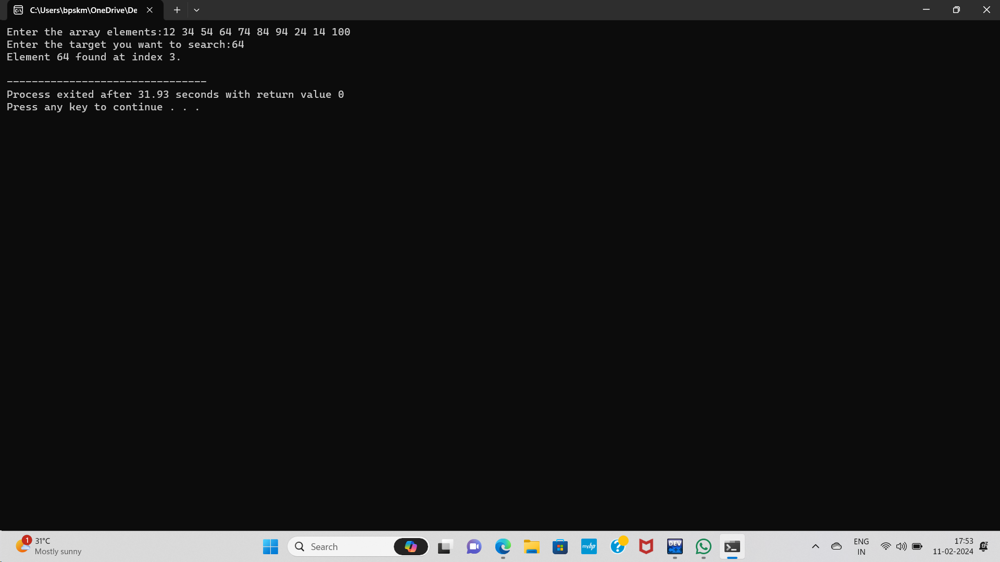 C:\Users\bpskm\OneDrive\De
Enter the array elements:12 34 54 64 74 84 94 24 14 100
Enter the target you want to search:64
Element 64 found at index 3.
--------------------------------
Process exited after 31.93 seconds with return value 0
Press any key to continue . . .
1
31°C
Mostly sunny
Search
myhp
DEV
C++
ENG
IN
17:53
11-02-2024